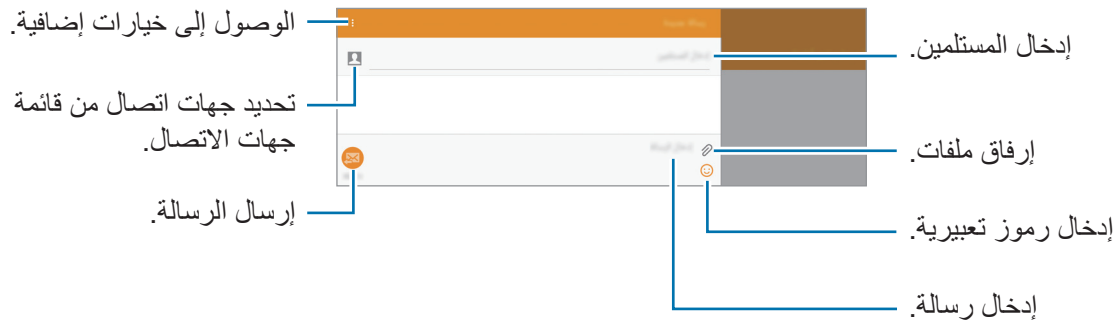 الوصول إلى خيارات إضافية.
إدخال المستلمين.
تحديد جهات اتصال من قائمة
جهات الاتصال.
إرفاق ملفات.
إرسال الرسالة.
إدخال رموز تعبيرية.
إدخال رسالة.